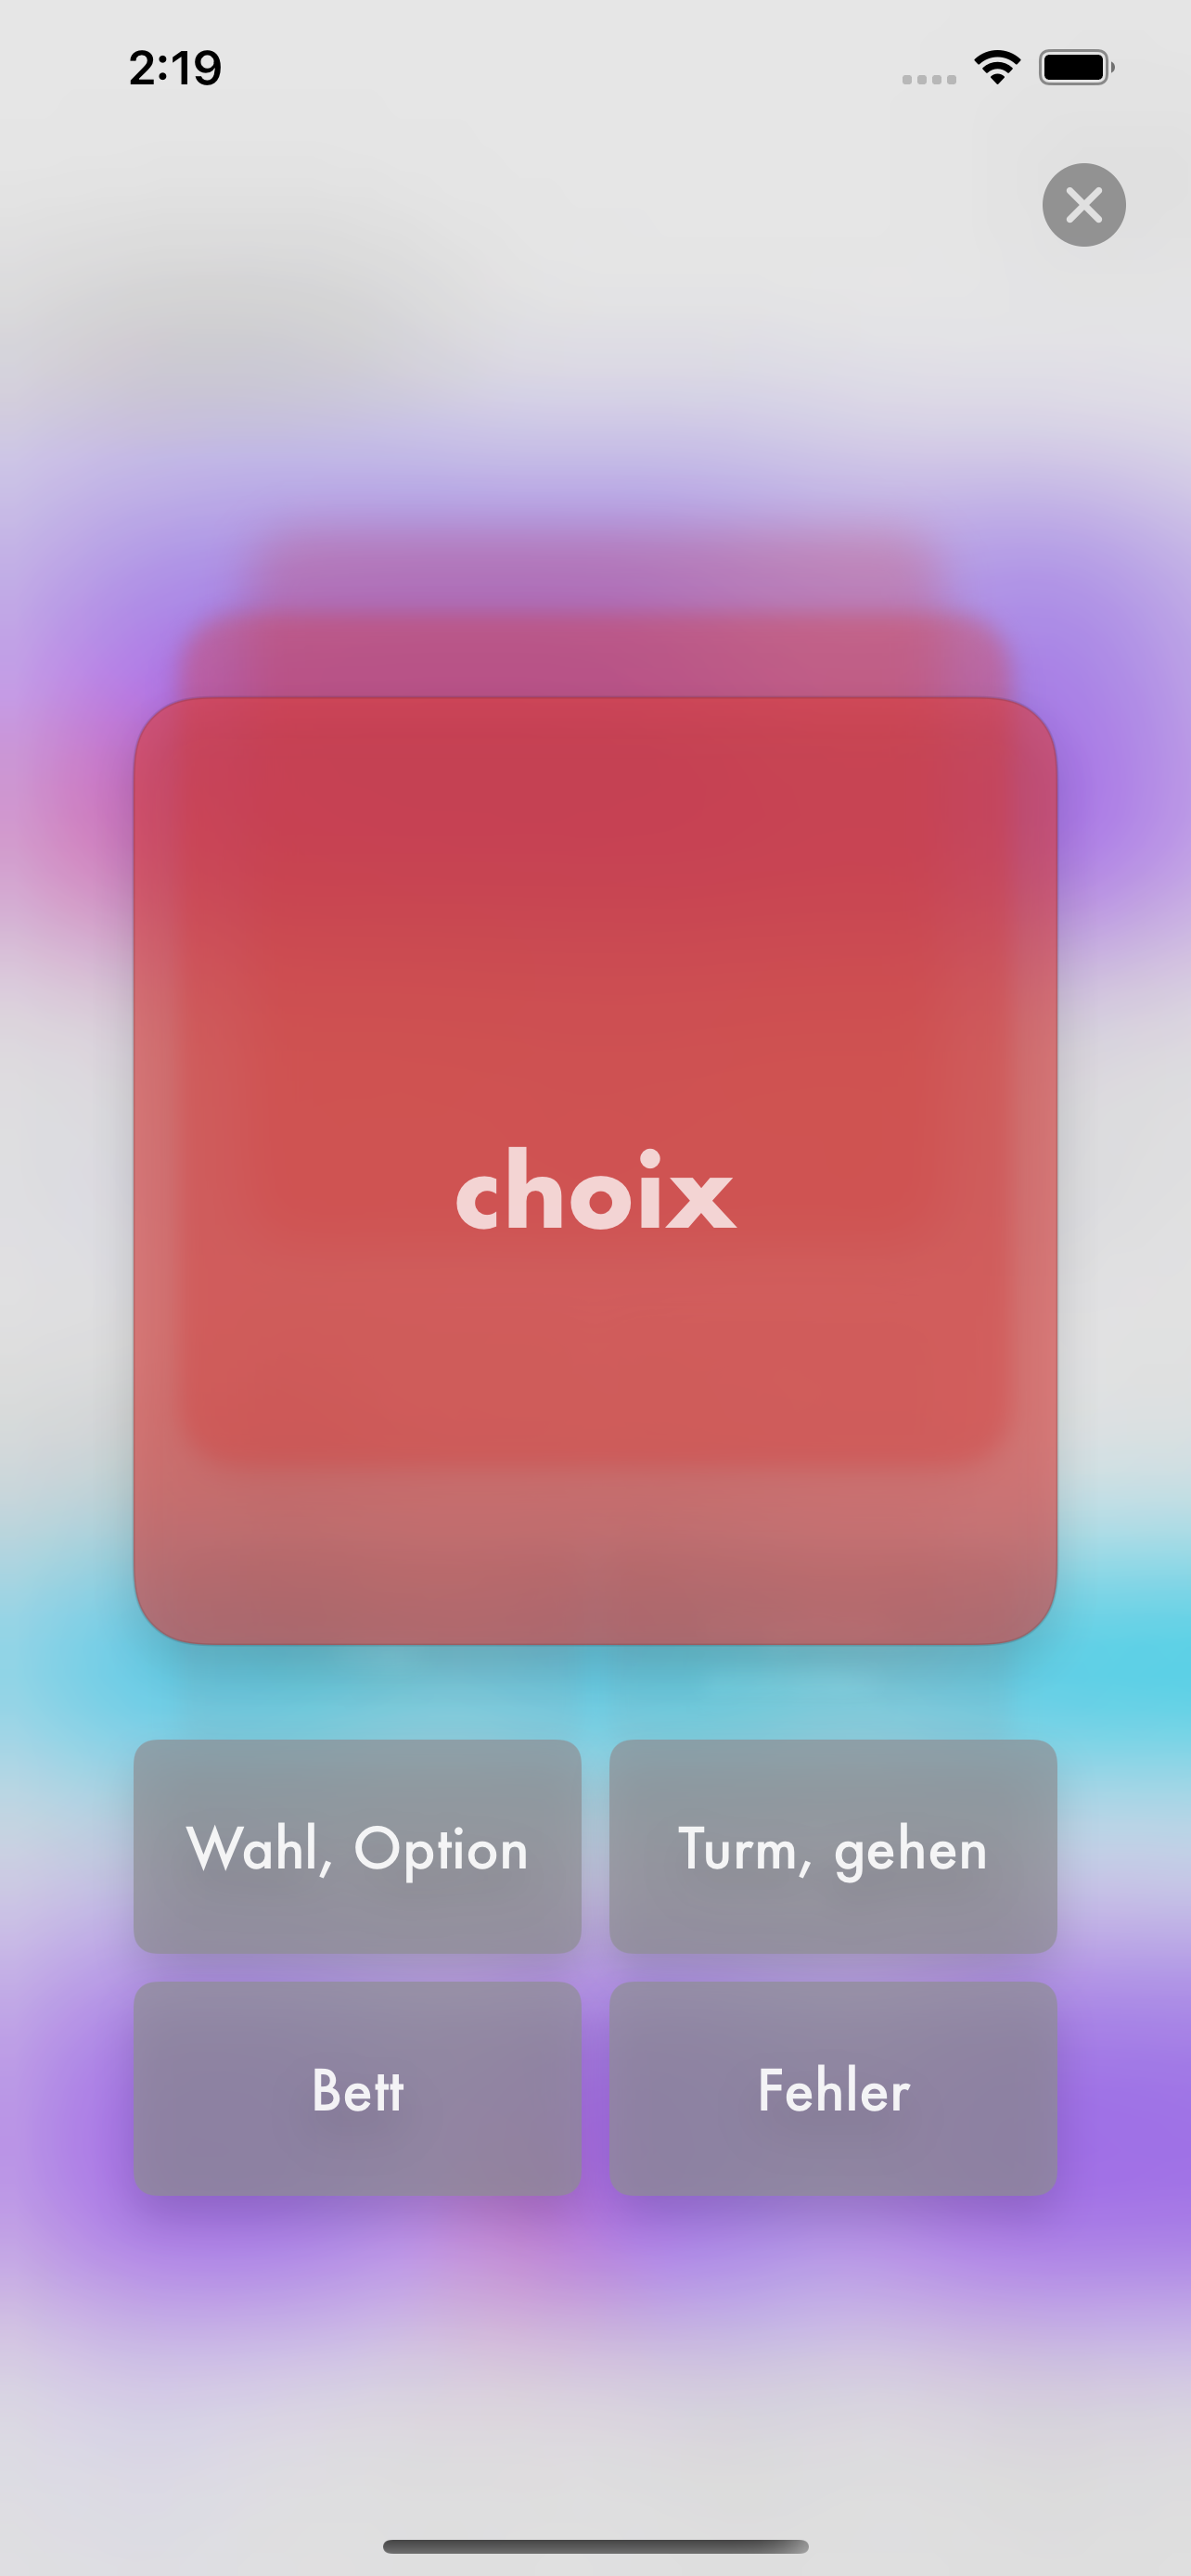 2:19
choix
Wahl, Option
Turm, gehen
Bett
Fehler